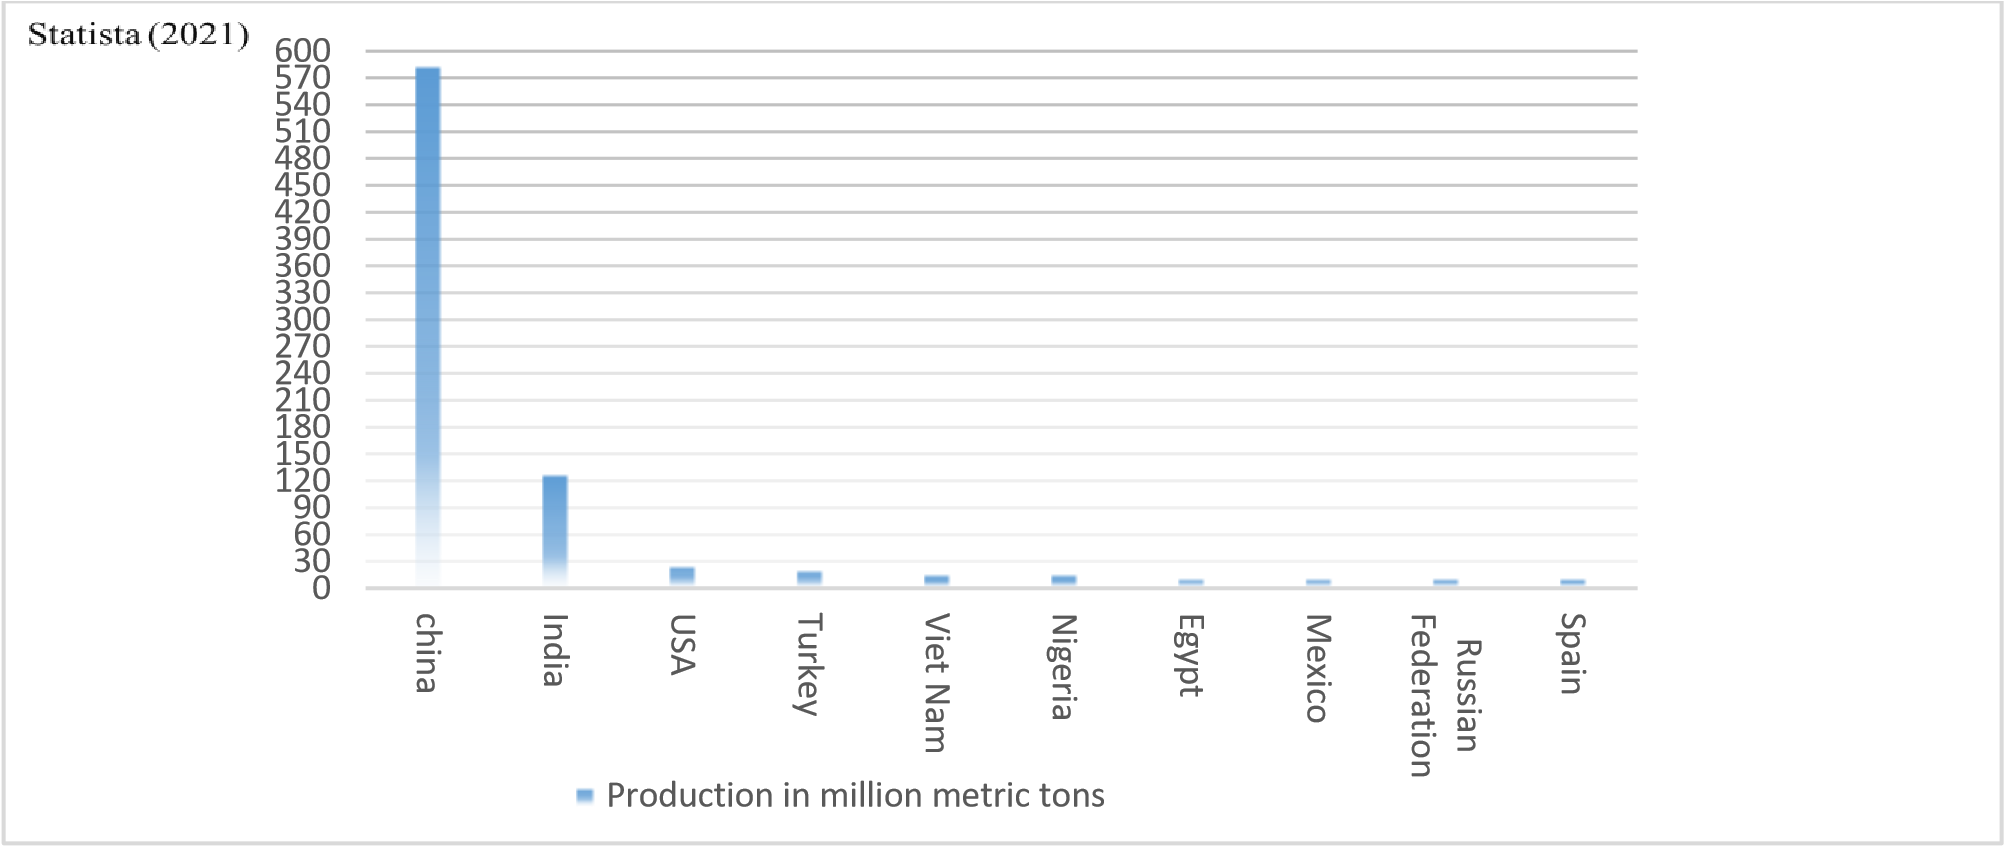 Statista (2021)
600
570
540
510
480
450
420
390
360
330
300
270
240
210
180
150
120
90
60
30
0
china
India
USA
Turkey
Viet Nam
Nigeria
Egypt
Mexico
Russian
Federation
Spain
Production in million metric tons